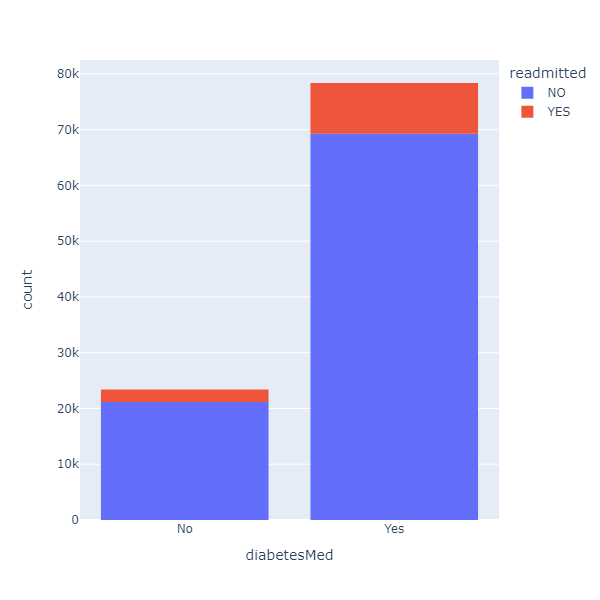 readmitted
NO
YES
80k
70k
60k
50k
40k
30k
20k
10k
0
count
No
Yes
diabetesMed